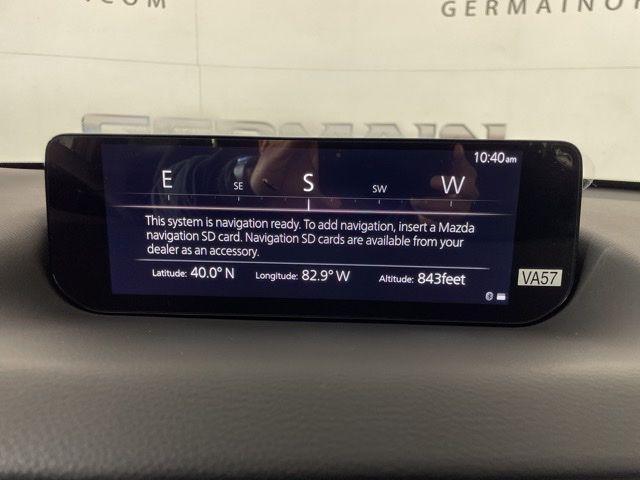 .COM
GERMAINOF
GERMAIN
10:40am
E SE S SW W
This system is navigation ready. To add navigation, insert a Mazda
navigation SD card. Navigation SD cards are available from your
dealer as an accessory.
Latitude: 40.0° N Longitude: 82.9° W Altitude: 843feet
VA57